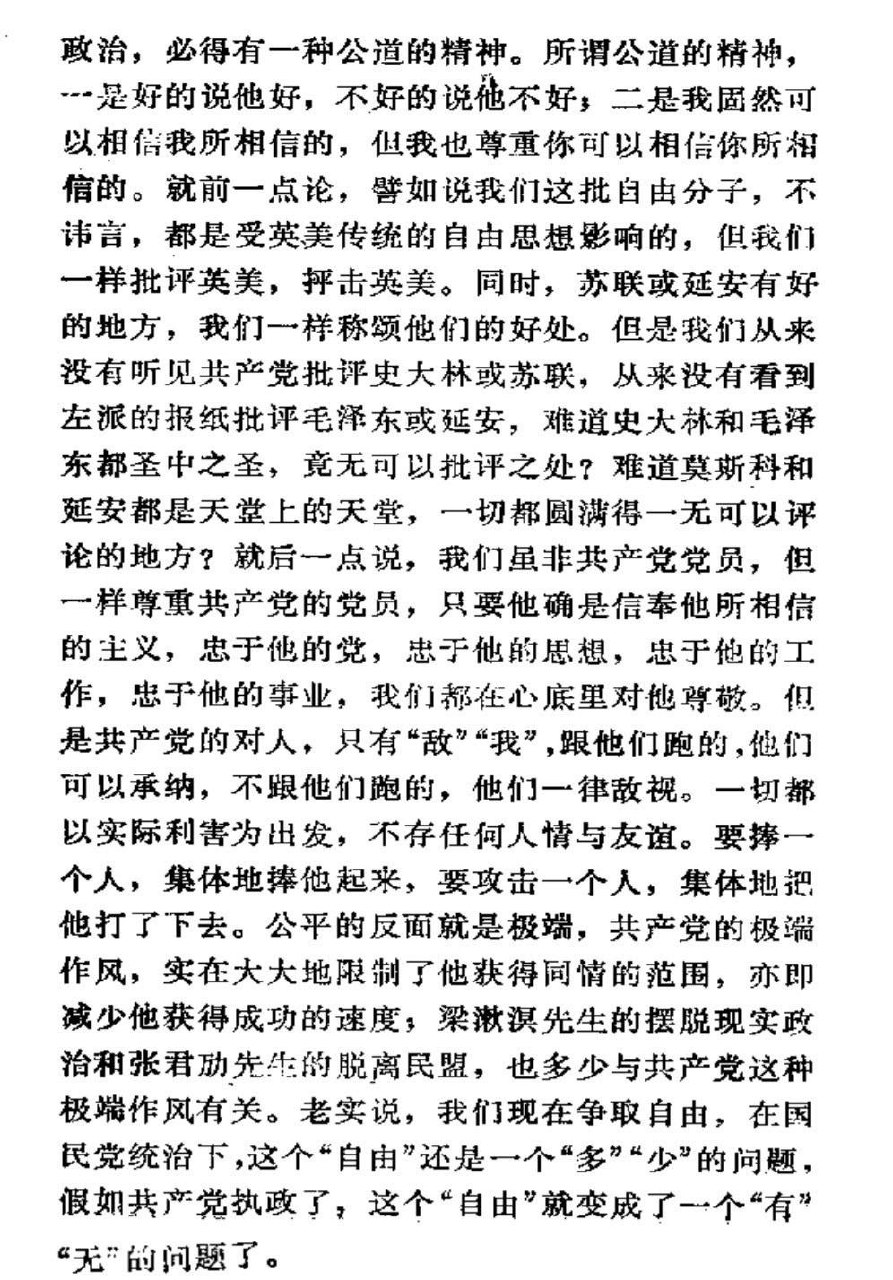 政治，必得有一种公道的精神。所谓公道的精神，
一是好的说他好，不好的说他不好；二是我固然可
以相信我所相信的，但我也尊重你可以相信你所相
信的。就前一点论，譬如说我们这批自由分子，不
讳言，都是受英美传统的自由思想影响的，但我们
一样批评英美，抨击英美。同时，苏联或延安有好
的地方，我们一样称颂他们的好处。但是我们从来
没有听见共产党批评史大林或苏联，从来没有看到
左派的报纸批评毛泽东或延安，难道史大林和毛泽
东都圣中之圣，竟无可以批评之处？难道莫斯科和
延安都是天堂上的天堂，一切都圆满得一无可以评
论的地方？就后一点说，我们虽非共产党党员，但
一样尊重共产党的党员，只要他确是信奉他所相信
的主义，忠于他的党，忠于他的思想，忠于他的工
作，忠于他的事业，我们都在心底里对他尊敬。但
是共产党的对人，只有“敌”“我”，跟他们跑的，他们
可以承纳，不跟他们跑的，他们一律敌视。一切都
以实际利害为出发，不存任何人情与友谊。要捧一
个人，集体地捧他起来，要攻击一个人，集体地把
他打了下去。公平的反面就是极端，共产党的极端
作风，实在大大地限制了他获得同情的范围，亦即
减少他获得成功的速度；梁漱溟先生的摆脱现实政
治和张君劢先生的脱离民盟，也多少与共产党这种
极端作风有关。老实说，我们现在争取自由，在国
民党统治下，这个“自由”还是一个“多”“少”的问题，
假如共产党执政了，这个“自由”就变成了一个“有”
“无”的问题了。